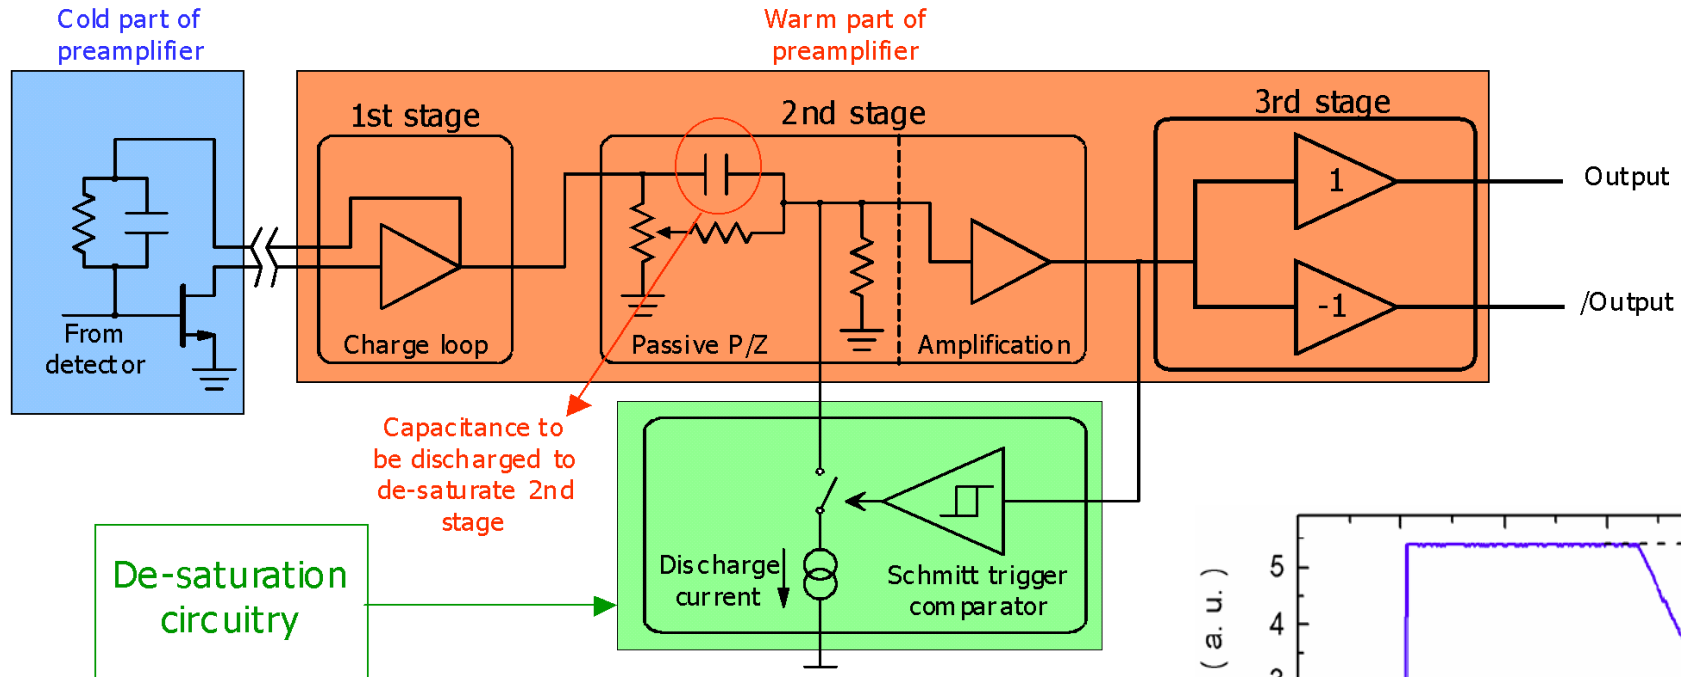 Cold part of
preamplifier
Warm part of
preamplifier
1st stage
2nd stage
3rd stage
1
Output
-1
/Output
From
detector
Charge loop
Passive P/Z
Amplification
Capacitance to
be discharged to
de-saturate 2nd
stage
De-saturation
circuitry
Discharge
current
Schmitt trigger
comparator
5
4
( a. u. )